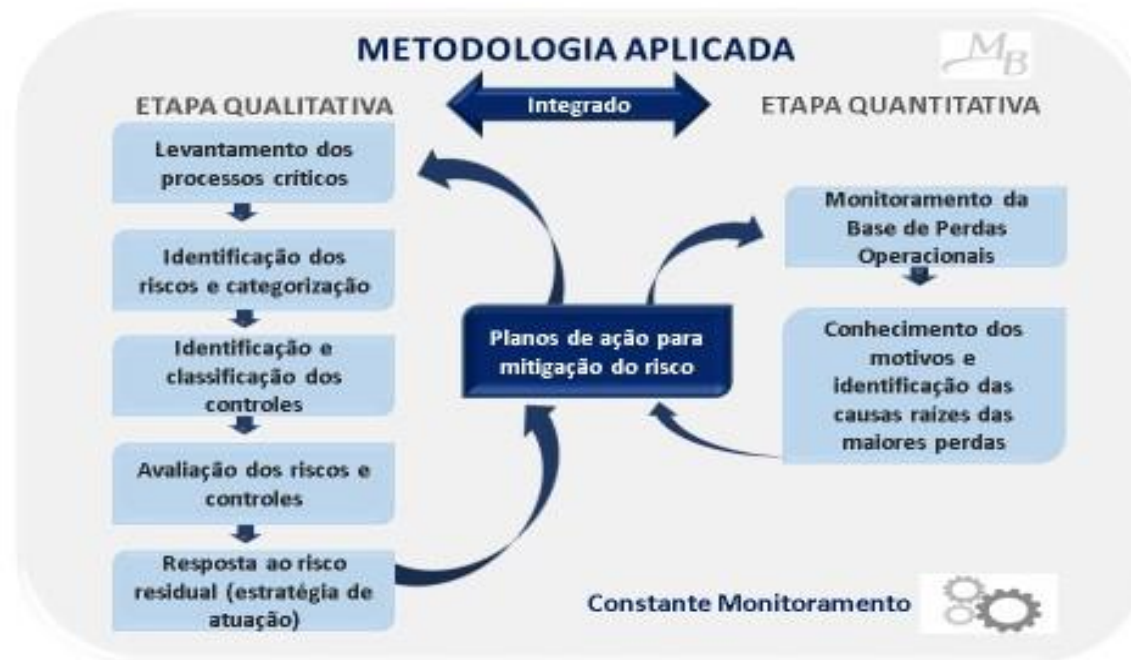 METODOLOGIA APLICADA
MB
ETAPA QUALITATIVA
Integrado
ETAPA QUANTITATIVA
Levantamento dos
processos críticos
Identificação dos
riscos e categorização
Identificação e
classificação dos
controles
Avaliação dos riscos e
controles
Resposta ao risco
residual (estratégia de
atuação)
Planos de ação para
mitigação do risco
Monitoramento da
Base de Perdas
Operacionais
Conhecimento dos
motivos e
identificação das
causas raízes das
maiores perdas
Constante Monitoramento